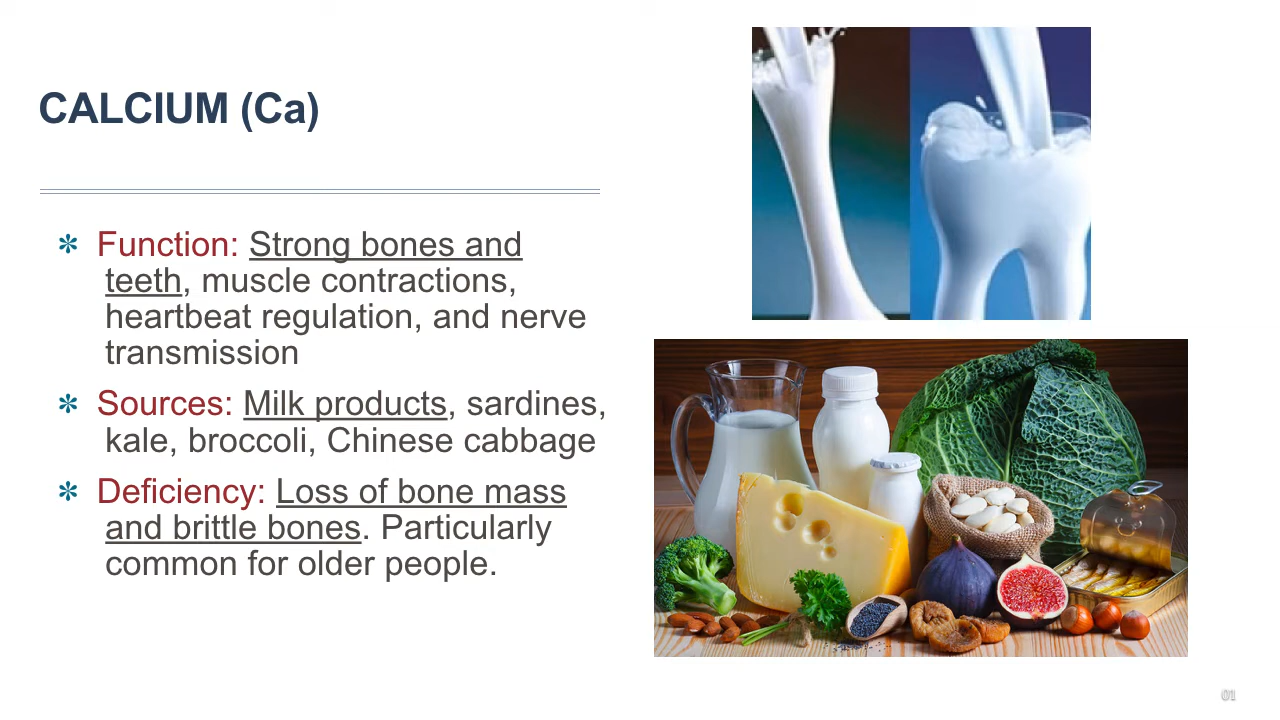 CALCIUM (Ca)
✻ Function: Strong bones and
teeth, muscle contractions,
heartbeat regulation, and nerve
transmission
✻ Sources: Milk products, sardines,
kale, broccoli, Chinese cabbage
✻ Deficiency: Loss of bone mass
and brittle bones. Particularly
common for older people.
01